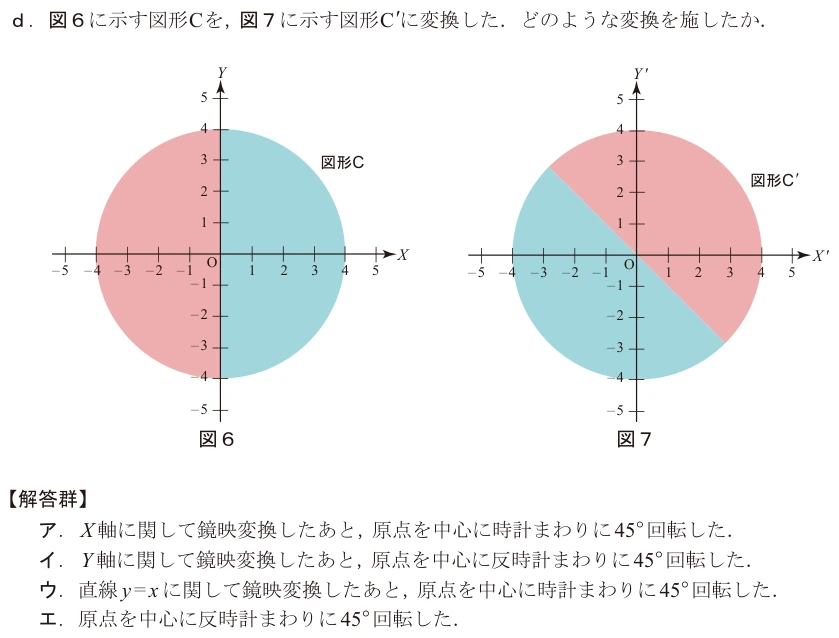 d．図6に示す図形Cを，図7に示す図形C′に変換した．どのような変換を施したか．
Y
5
4
3
2
1
O
−5 −4 −3 −2 −1 1 2 3 4 5 X
−1
−2
−3
−4
−5
図形C
図6
Y′
5
4
3
2
1
O
−5 −4 −3 −2 −1 1 2 3 4 5 X′
−1
−2
−3
−4
−5
図形C′
図7
【解答群】
ア．X軸に関して鏡映変換したあと，原点を中心に時計まわりに45°回転した．
イ．Y軸に関して鏡映変換したあと，原点を中心に反時計まわりに45°回転した．
ウ．直線y=xに関して鏡映変換したあと，原点を中心に時計まわりに45°回転した．
エ．原点を中心に反時計まわりに45°回転した．